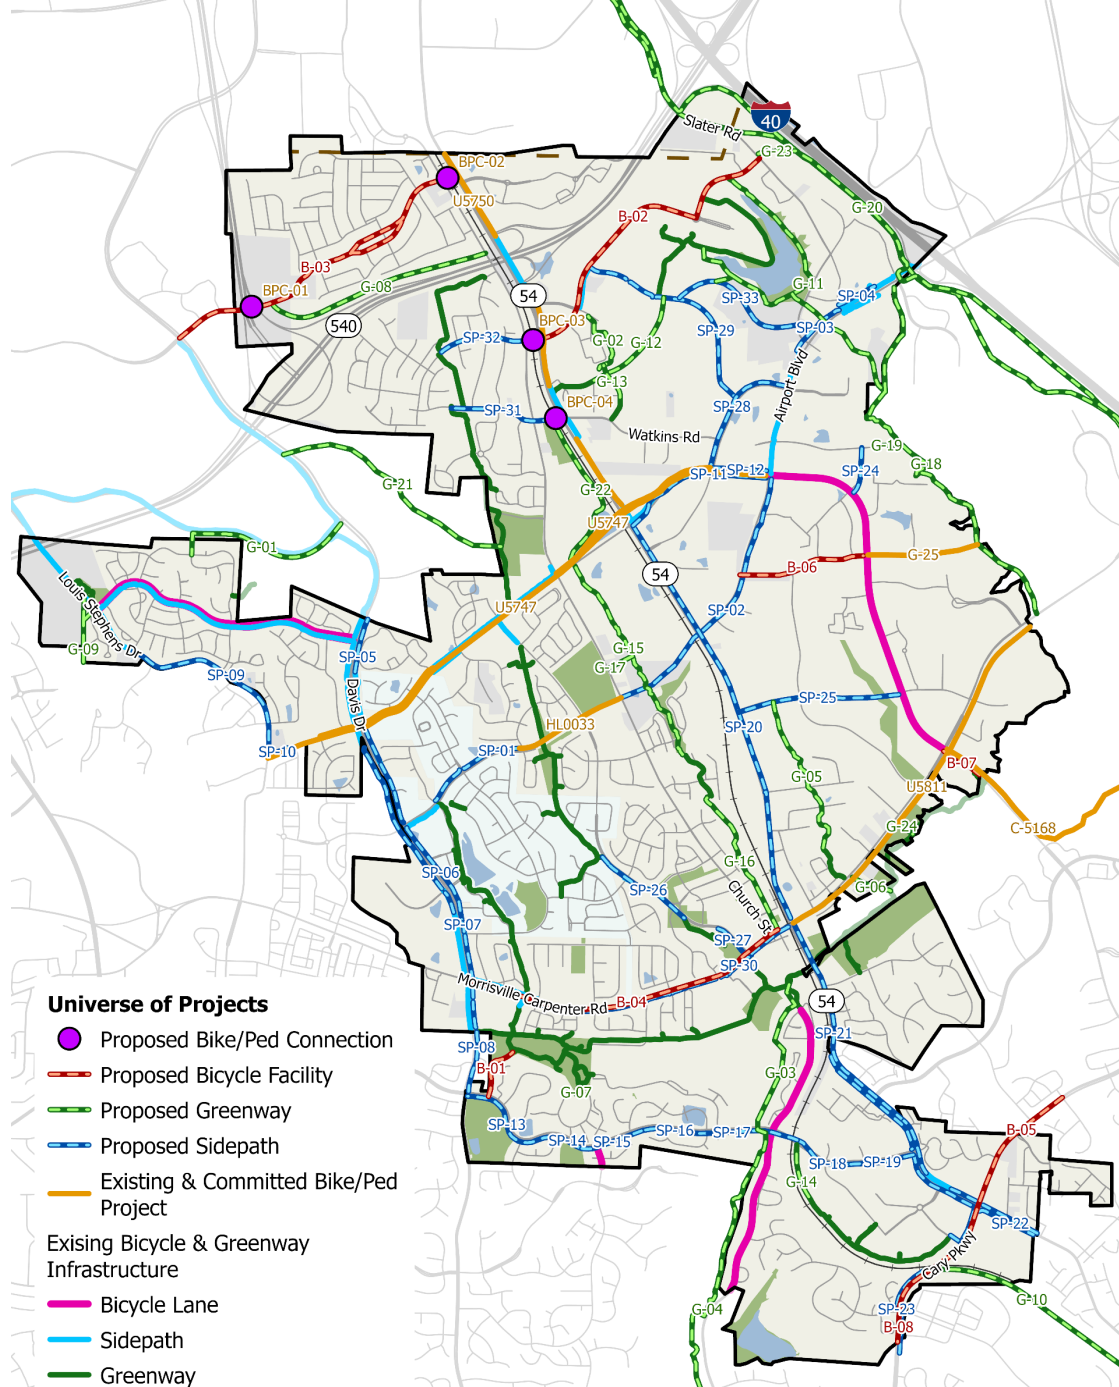 Slater Rd
40
G-23
BPC-02
U5750
G-20
B-02
B-03
BPC-01
G-08
G-11
SP-04
54
SP-33
540
BPC-03
SP-03
SP-32
SP-29
G-02
G-12
G-13
Airport Blvd
BPC-04
SP-28
SP-31
Watkins Rd
G-19
G-18
SP-11
SP-12
SP-24
G-21
G-22
U5747
G-01
G-25
B-06
54
Louis Stephens Dr
U5747
SP-02
G-09
SP-05
G-15
G-17
SP-09
Davis Dr
SP-25
HL0033
SP-20
SP-10
SP-01
B-07
G-05
U5811
G-24
C-5168
G-16
SP-06
G-06
SP-26
Church St
SP-07
SP-27
SP-30
Morrisville Carpenter Rd
B-04
54
SP-21
SP-08
B-01
G-03
G-07
SP-13
SP-14
SP-15
SP-16
SP-17
B-05
SP-18
SP-19
G-14
SP-22
Cary Pkwy
G-10
G-04
SP-23
B-08
Universe of Projects
Proposed Bike/Ped Connection
Proposed Bicycle Facility
Proposed Greenway
Proposed Sidepath
Existing & Committed Bike/Ped
Project
Exising Bicycle & Greenway
Infrastructure
Bicycle Lane
Sidepath
Greenway